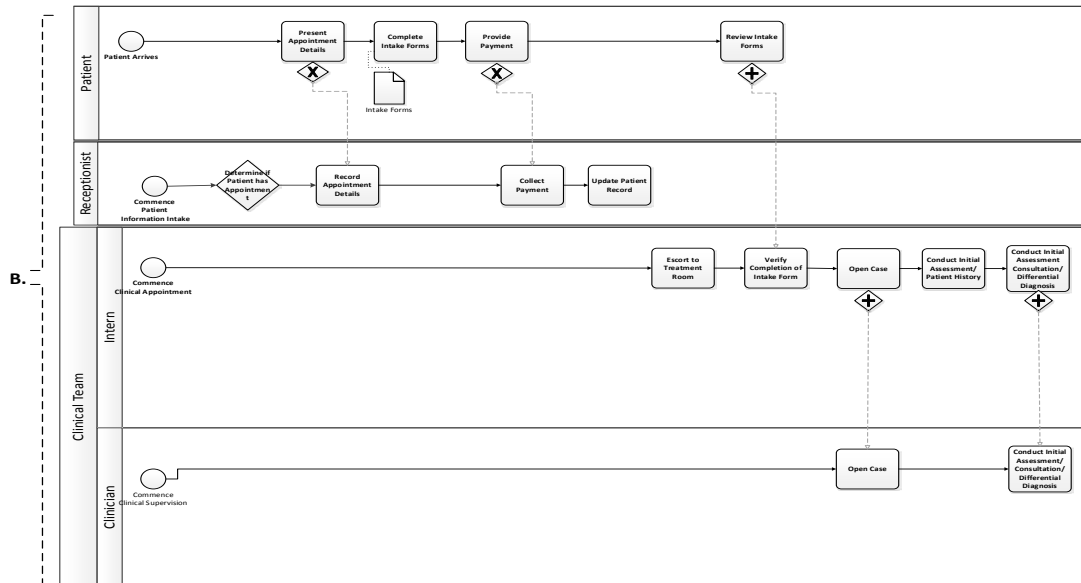 B.
Patient
Patient Arrives
Present
Appointment
Details
X
Complete
Intake Forms
Intake Forms
Provide
Payment
X
Review Intake
Forms
Receptionist
Commence
Patient
Information Intake
Determine if
Patient has
Appointmen
t
Record
Appointment
Details
Collect
Payment
Update Patient
Record
Clinical Team
Intern
Commence
Clinical Appointment
Escort to
Treatment
Room
Verify
Completion of
Intake Form
Open Case
Conduct Initial
Assessment/
Patient History
Conduct Initial
Assessment
Consultation/
Differential
Diagnosis
Clinician
Commence
Clinical Supervision
Open Case
Conduct Initial
Assessment/
Consultation/
Differential
Diagnosis